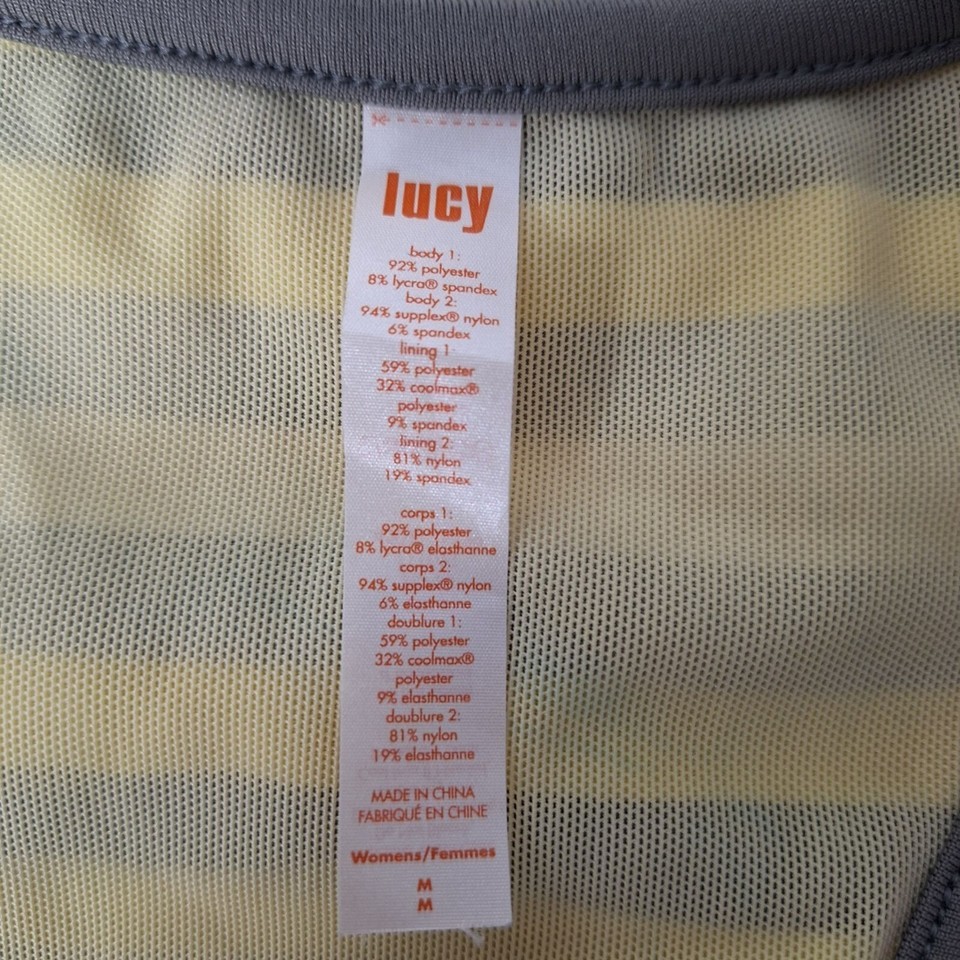 lucy
body 1:
92% polyester
8% lycra® spandex
body 2:
94% supplex® nylon
6% spandex
lining 1
59% polyester
32% coolmax®
polyester
9% spandex
lining 2:
81% nylon
19% spandex
corps 1:
92% polyester
8% lycra® elasthanne
corps 2:
94% supplex® nylon
6% elasthanne
doublure 1:
59% polyester
32% coolmax®
polyester
9% elasthanne
doublure 2:
81% nylon
19% elasthanne
MADE IN CHINA
FABRIQUÉ EN CHINE
Womens/Femmes
M
M